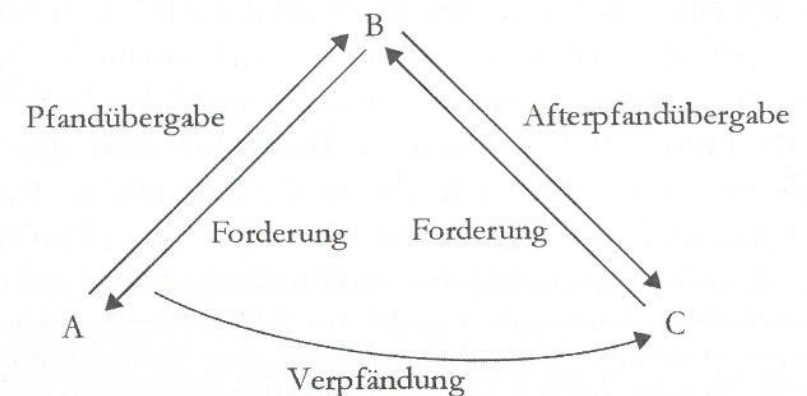 B
Pfandübergabe
Afterpfandübergabe
Forderung
Forderung
A
C
Verpfändung